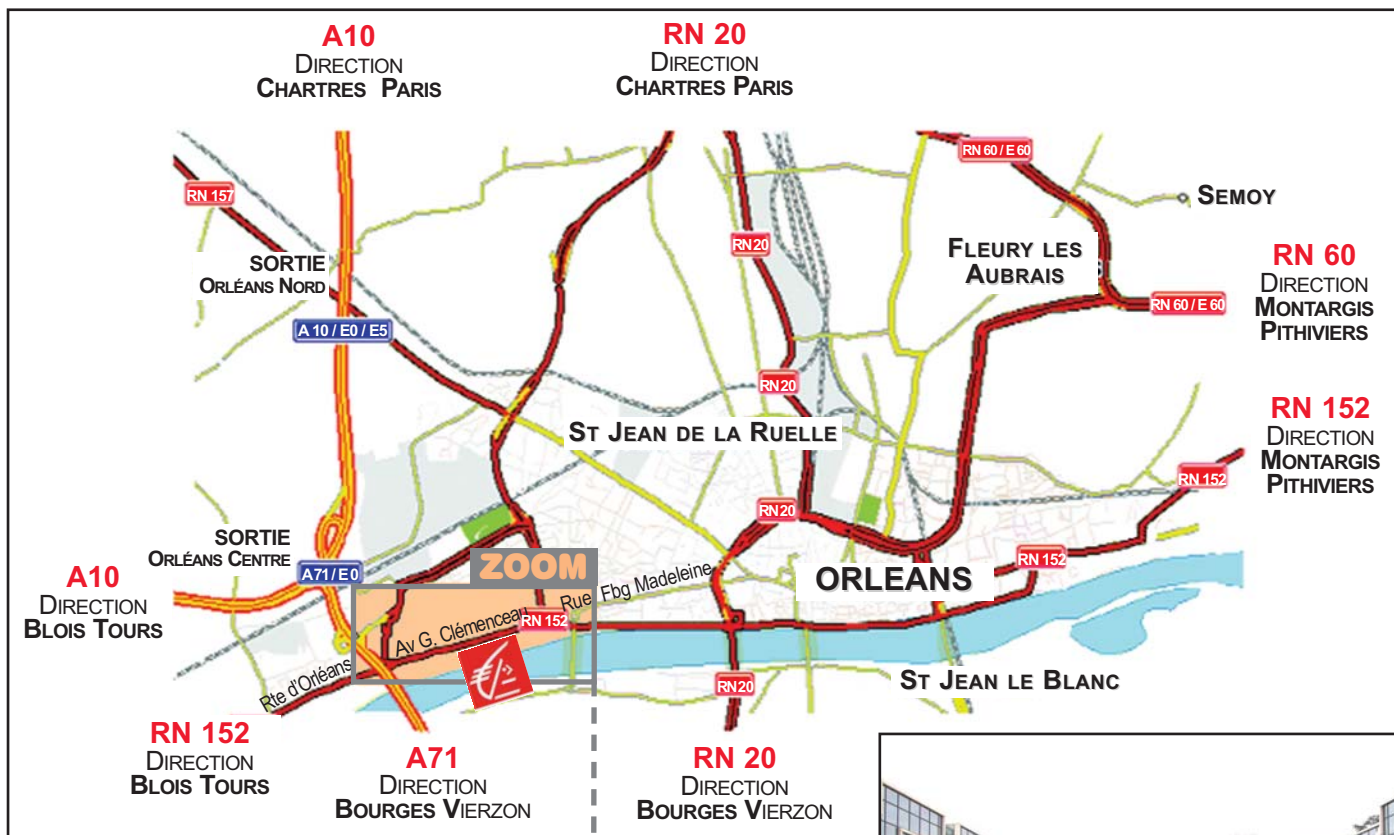 A10
DIRECTION
CHARTRES PARIS
RN 20
DIRECTION
CHARTRES PARIS
RN 60 / E 60
RN 157
SEMOY
RN20
FLEURY LES
AUBRAIS
SORTIE
ORLÉANS NORD
RN 60
DIRECTION
MONTARGIS
PITHIVIERS
RN 60 / E 60
A 10 / E0 / E5
RN20
RN 152
DIRECTION
MONTARGIS
PITHIVIERS
ST JEAN DE LA RUELLE
RN 152
RN20
SORTIE
ORLÉANS CENTRE
A71 / E 0
ZOOM
RN 152
ORLEANS
A10
DIRECTION
BLOIS TOURS
Rue Fbg Madeleine
Av G. Clémenceau
RN 152
Rte d'Orléans
RN20
ST JEAN LE BLANC
RN 152
DIRECTION
BLOIS TOURS
A71
DIRECTION
BOURGES VIERZON
RN 20
DIRECTION
BOURGES VIERZON